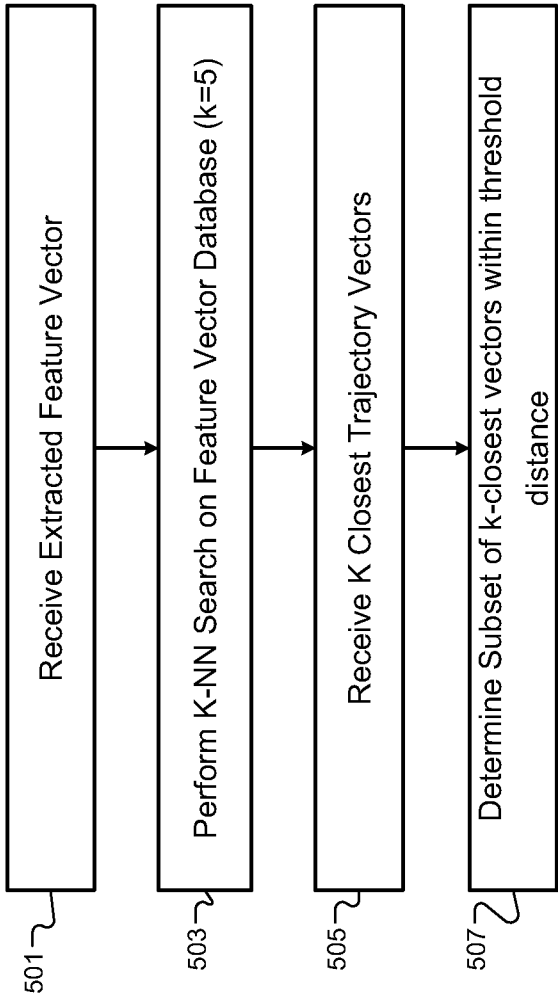 501
Receive Extracted Feature Vector
503
Perform K-NN Search on Feature Vector Database (k=5)
505
Receive K Closest Trajectory Vectors
507
Determine Subset of k-closest vectors within threshold
distance